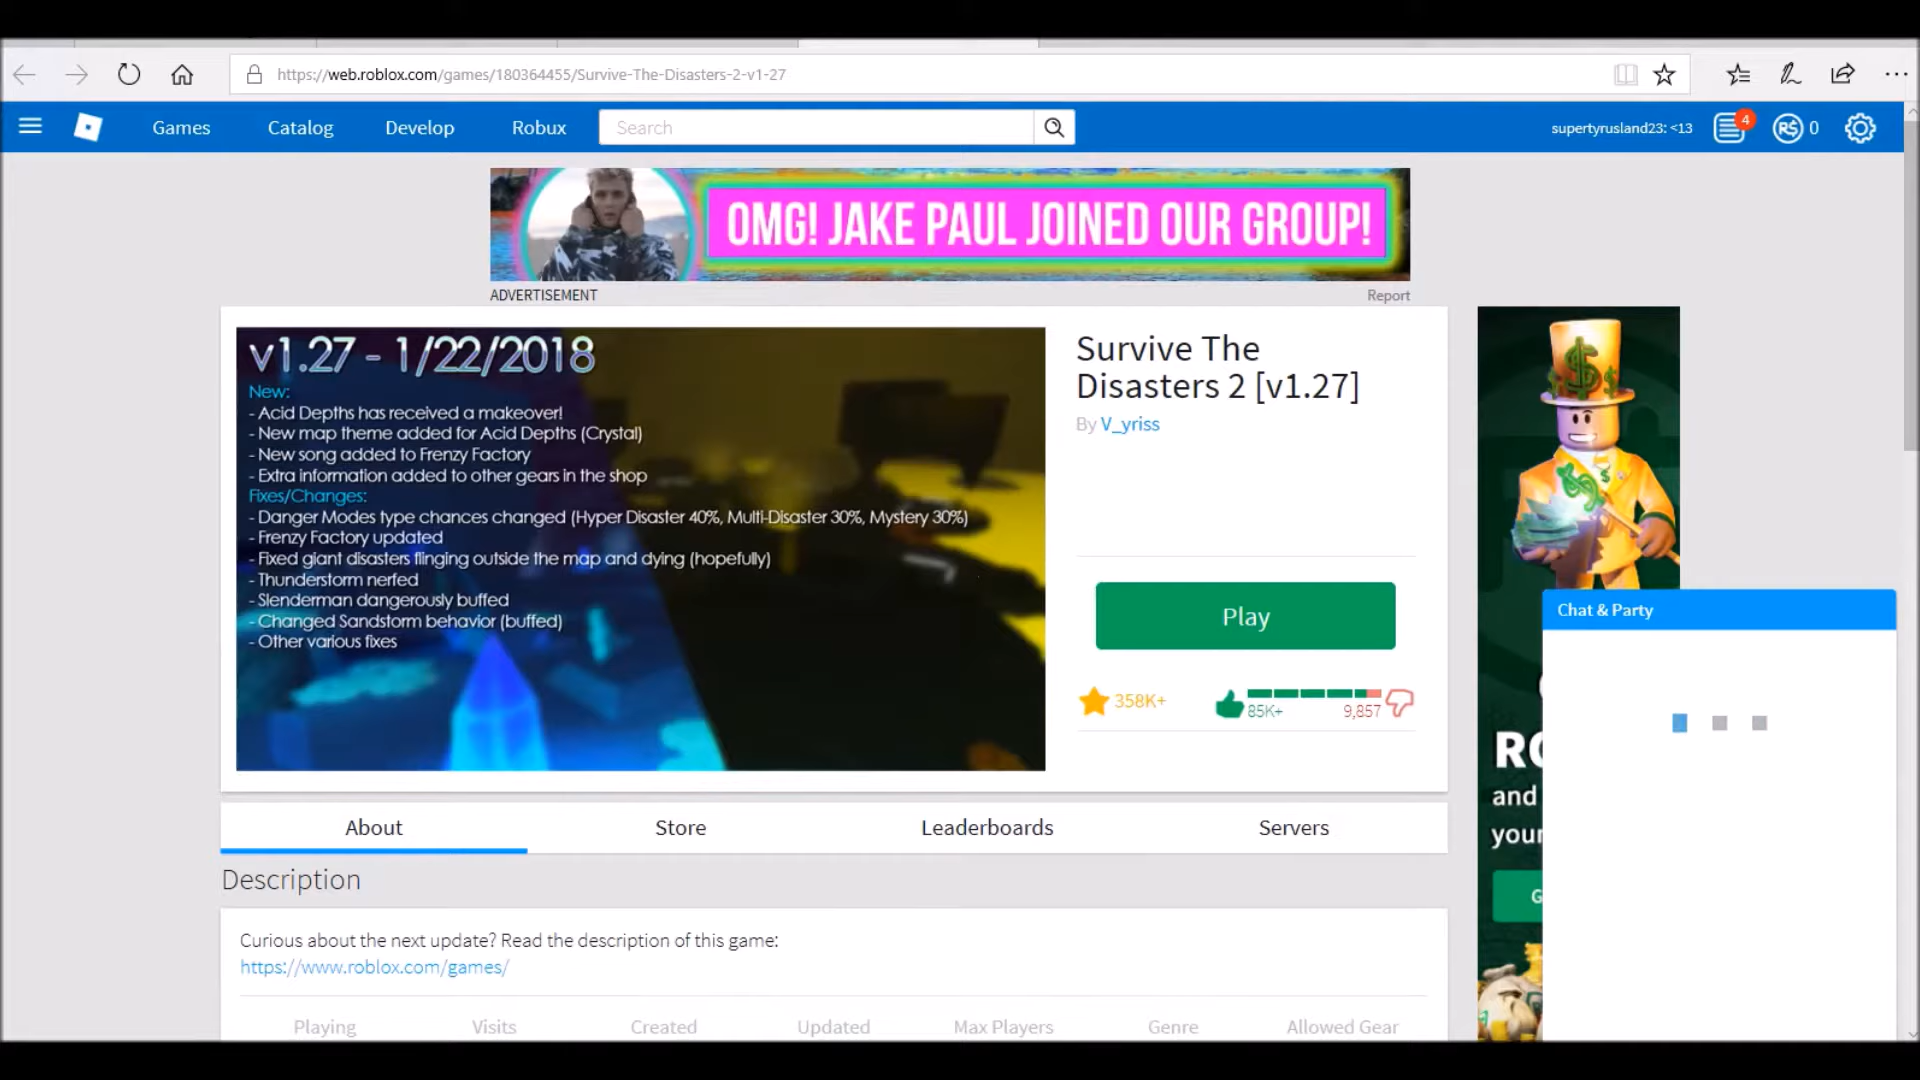 https://web.roblox.com/games/180364455/Survive-The-Disasters-2-v1-27
Games
Catalog
Develop
Robux
Search
supertyrusland23: <13
4
R$ 0
OMG! JAKE PAUL JOINED OUR GROUP!
ADVERTISEMENT
Report
v1.27 - 1/22/2018
New:
- Acid Depths has received a makeover!
- New map theme added for Acid Depths (Crystal)
- New song added to Frenzy Factory
- Extra information added to other gears in the shop
Fixes/Changes:
- Danger Modes type chances changed (Hyper Disaster 40%, Multi-Disaster 30%, Mystery 30%)
- Frenzy Factory updated
- Fixed giant disasters flinging outside the map and dying (hopefully)
- Thunderstorm nerfed
- Slenderman dangerously buffed
- Changed Sandstorm behavior (buffed)
- Other various fixes
Survive The
Disasters 2 [v1.27]
By V_yriss
Play
358K+
85K+
9,857
Chat & Party
and
your
About
Store
Leaderboards
Servers
Description
Curious about the next update? Read the description of this game:
https://www.roblox.com/games/
Playing
Visits
Created
Updated
Max Players
Genre
Allowed Gear